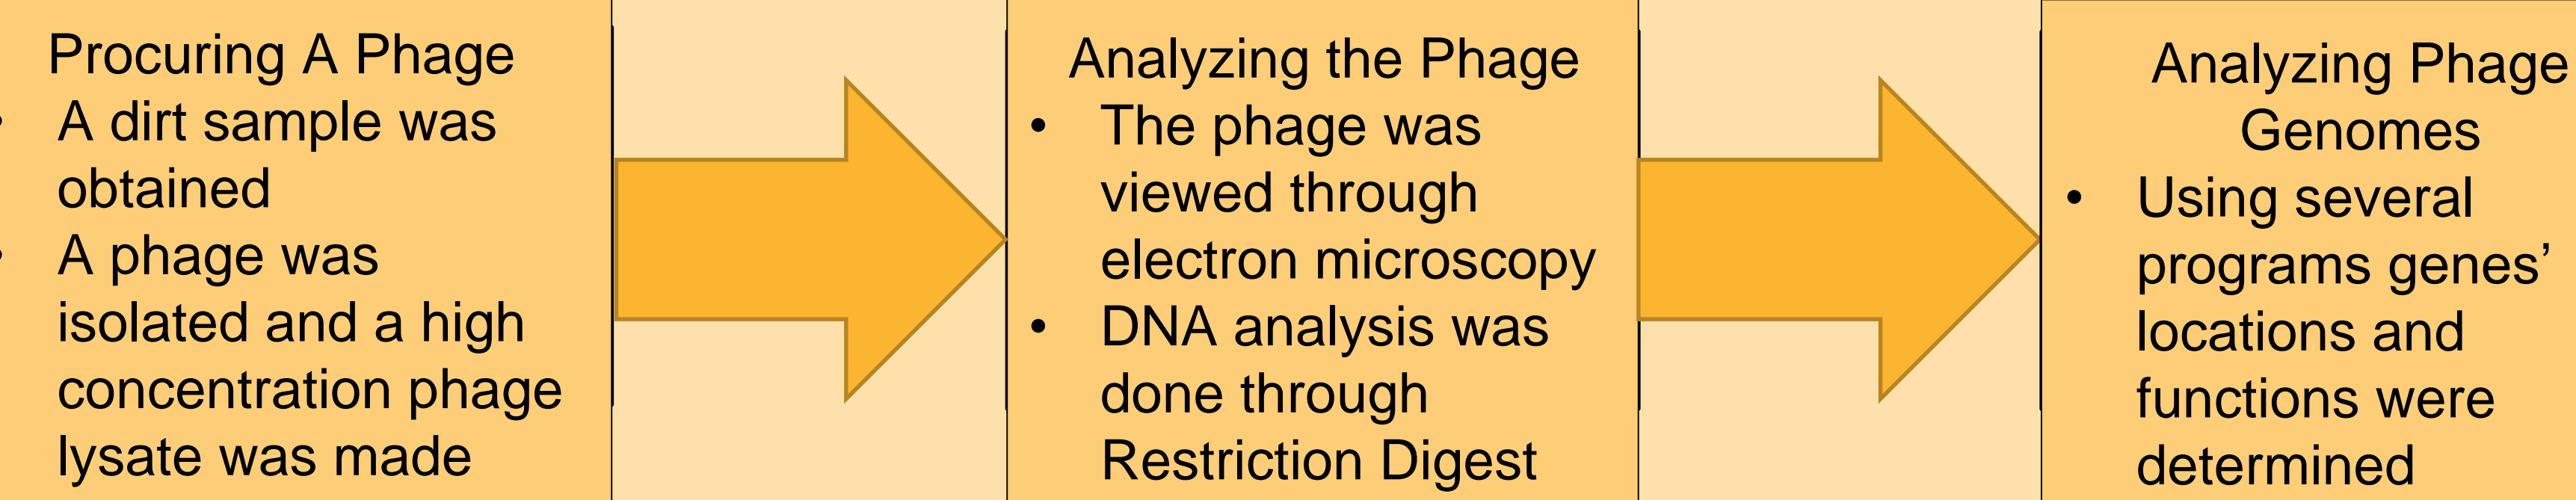 Procuring A Phage
• A dirt sample was
obtained
• A phage was
isolated and a high
concentration phage
lysate was made
Analyzing the Phage
• The phage was
viewed through
electron microscopy
• DNA analysis was
done through
Restriction Digest
Analyzing Phage
Genomes
• Using several
programs genes’
locations and
functions were
determined